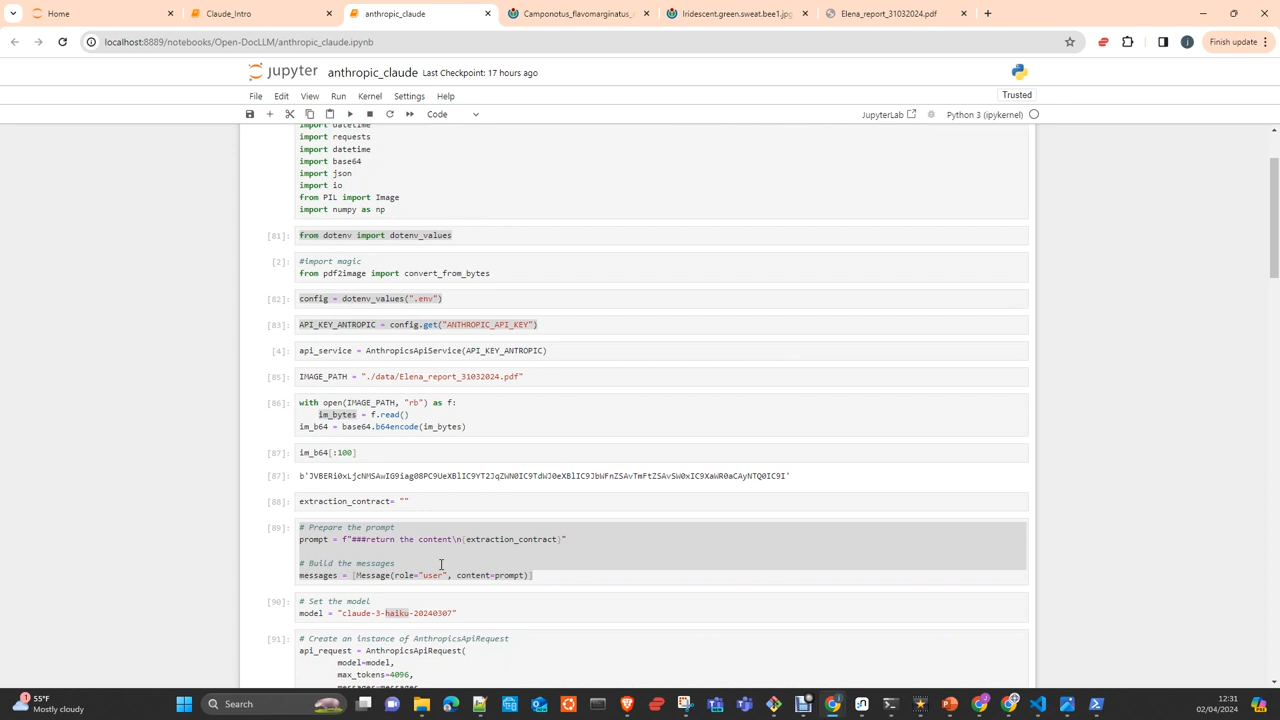 Home
Claude_Intro
anthropic_claude
Camponotus_flavomarginatus_
Iridescent.green.sweat.bee1.jpg
Elena_report_31032024.pdf
localhost:8889/notebooks/Open-DocLLM/anthropic_claude.ipynb
Finish update
jupyter anthropic_claude Last Checkpoint: 17 hours ago
File Edit View Run Kernel Settings Help
Trusted
Code
JupyterLab
Python 3 (ipykernel)
import datetime
import requests
import datetime
import base64
import json
import io
from PIL import Image
import numpy as np
[81]: from dotenv import dotenv_values
[2]: #import magic
from pdf2image import convert_from_bytes
[82]: config = dotenv_values(".env")
[83]: API_KEY_ANTROPIC = config.get("ANTHROPIC_API_KEY")
[4]: api_service = AnthropicsApiService(API_KEY_ANTROPIC)
[85]: IMAGE_PATH = "./data/Elena_report_31032024.pdf"
[86]: with open(IMAGE_PATH, "rb") as f:
im_bytes = f.read()
im_b64 = base64.b64encode(im_bytes)
[87]: im_b64[:100]
[87]: b'JVBERi0xLjcNMSAwIG9iag08PC9UeXBlIC9YT2JqZWN0IC9TdWJ0eXBlIC9JbWFnZSAvTmFtZSAvSW0xIC9XaWR0aCAyNTQ0IC9I'
[88]: extraction_contract= ""
[89]: # Prepare the prompt
prompt = f"###return the content\n{extraction_contract}"
# Build the messages
messages = [Message(role="user", content=prompt)]
[90]: # Set the model
model = "claude-3-haiku-20240307"
[91]: # Create an instance of AnthropicsApiRequest
api_request = AnthropicsApiRequest(
model=model,
max_tokens=4096,
messages=messages
55°F
Mostly cloudy
Search
12:31
02/04/2024